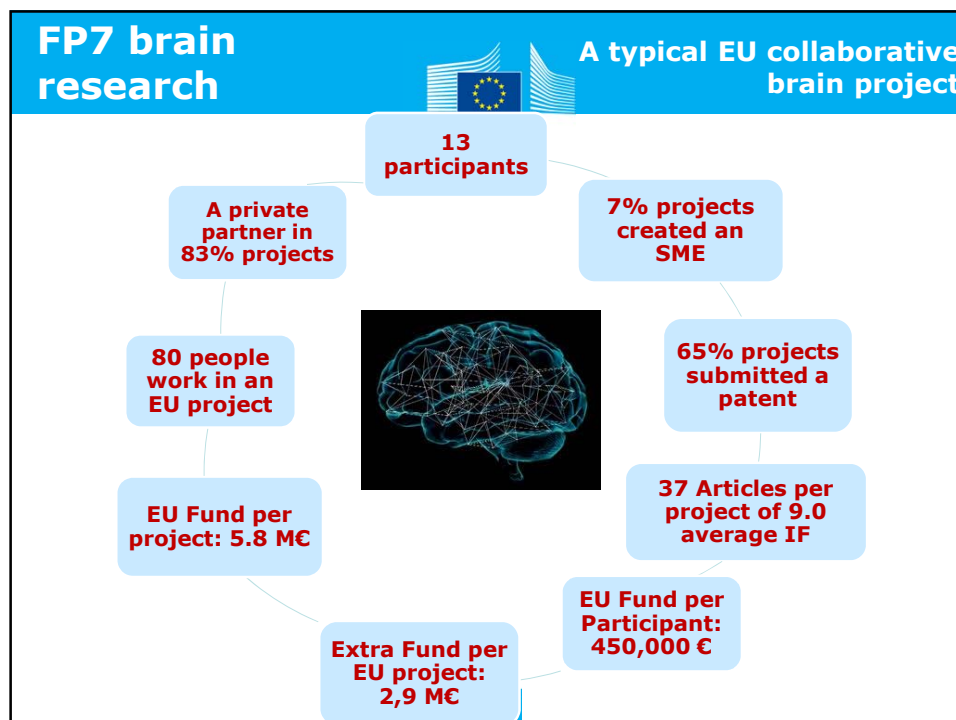 FP7 brain
research
A typical EU collaborative
brain project
13
participants
7% projects
created an
SME
65% projects
submitted a
patent
37 Articles per
project of 9.0
average IF
EU Fund per
Participant:
450,000 €
Extra Fund per
EU project:
2,9 M€
EU Fund per
project: 5.8 M€
80 people
work in an
EU project
A private
partner in
83% projects